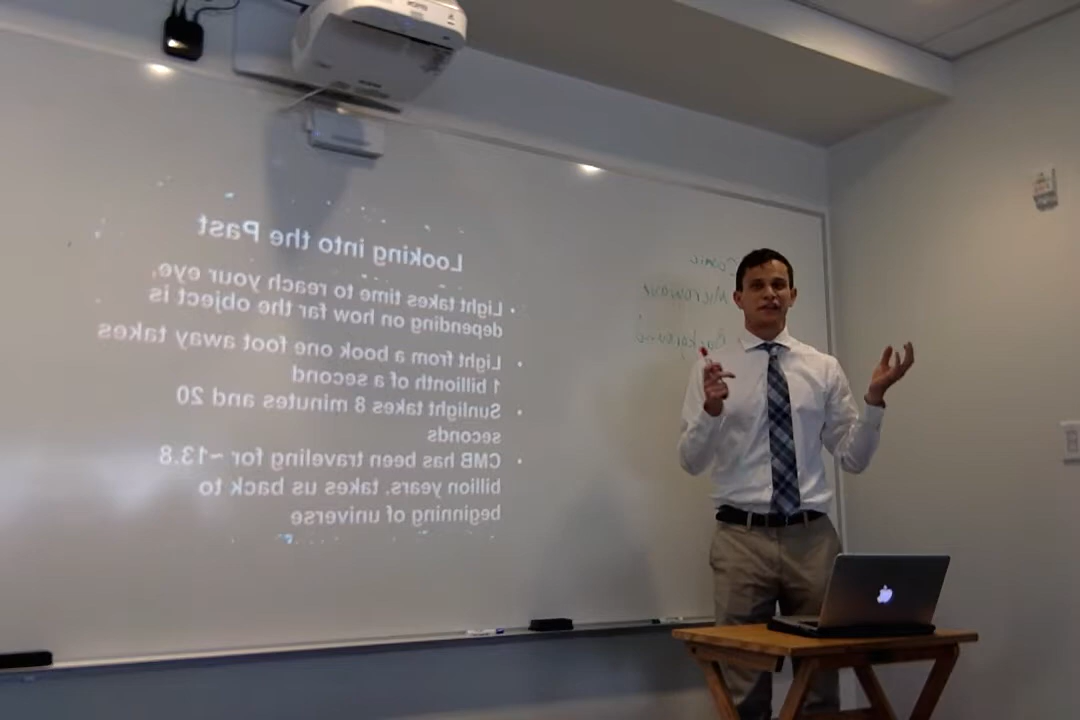 Looking into the Past
• Light takes time to reach your eye,
depending on how far the object is
• Light from a book one foot away takes
1 billionth of a second
• Sunlight takes 8 minutes and 20
seconds
• CMB has been traveling for ~13.8
billion years, takes us back to
beginning of universe
Cosmic
Microwave
Background